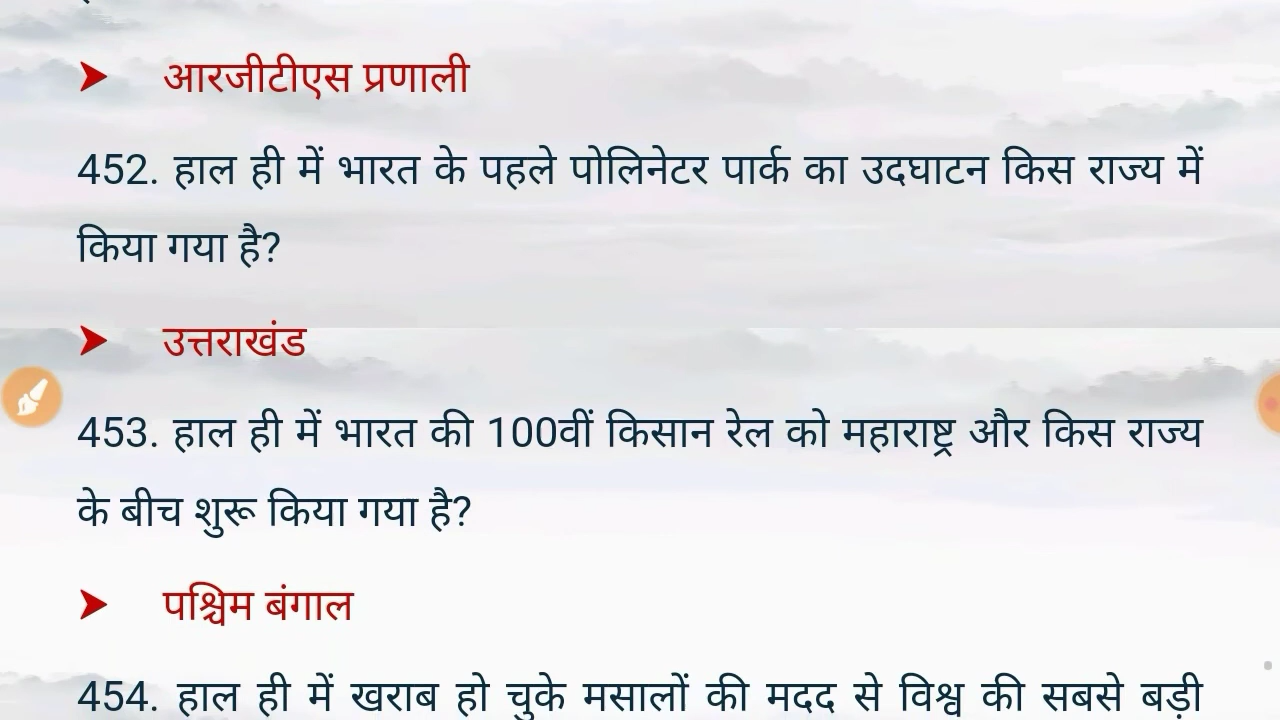 ➤ आरजीटीएस प्रणाली
452. हाल ही में भारत के पहले पोलिनेटर पार्क का उदघाटन किस राज्य में
किया गया है?
➤ उत्तराखंड
453. हाल ही में भारत की 100वीं किसान रेल को महाराष्ट्र और किस राज्य
के बीच शुरू किया गया है?
➤ पश्चिम बंगाल
454. हाल ही में खराब हो चुके मसालों की मदद से विश्व की सबसे बड़ी